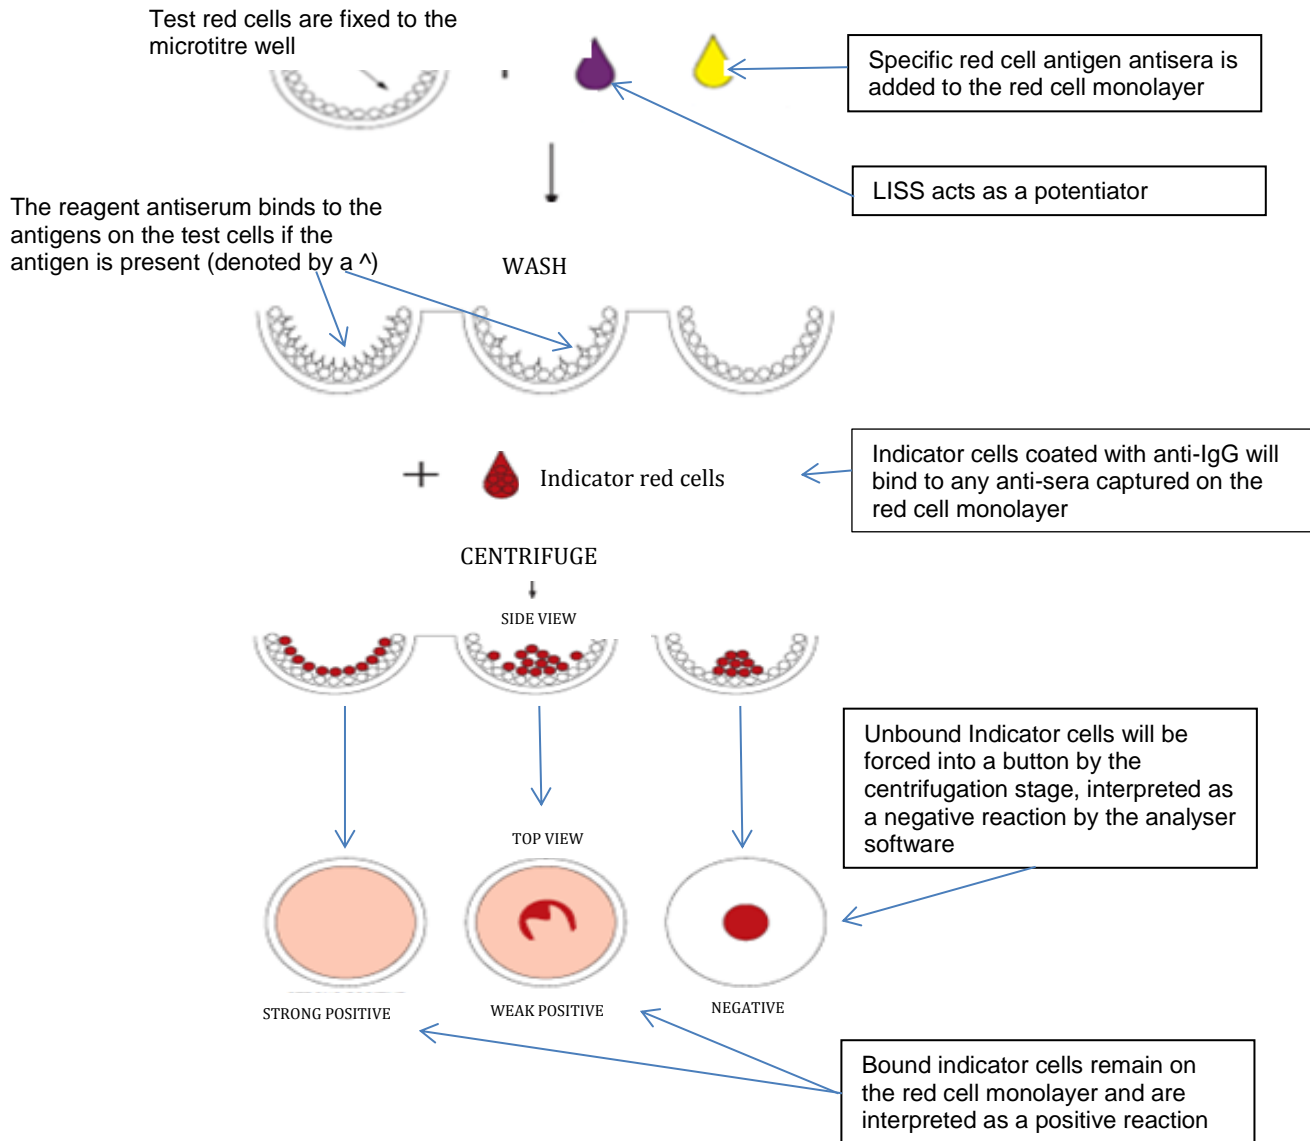 Test red cells are fixed to the
microtitre well
+
Specific red cell antigen antisera is
added to the red cell monolayer
LISS acts as a potentiator
The reagent antiserum binds to the
antigens on the test cells if the
antigen is present (denoted by a ^)
WASH
+
Indicator red cells
Indicator cells coated with anti-IgG will
bind to any anti-sera captured on the
red cell monolayer
CENTRIFUGE
SIDE VIEW
Unbound Indicator cells will be
forced into a button by the
centrifugation stage, interpreted as
a negative reaction by the analyser
software
TOP VIEW
STRONG POSITIVE
WEAK POSITIVE
NEGATIVE
Bound indicator cells remain on
the red cell monolayer and are
interpreted as a positive reaction